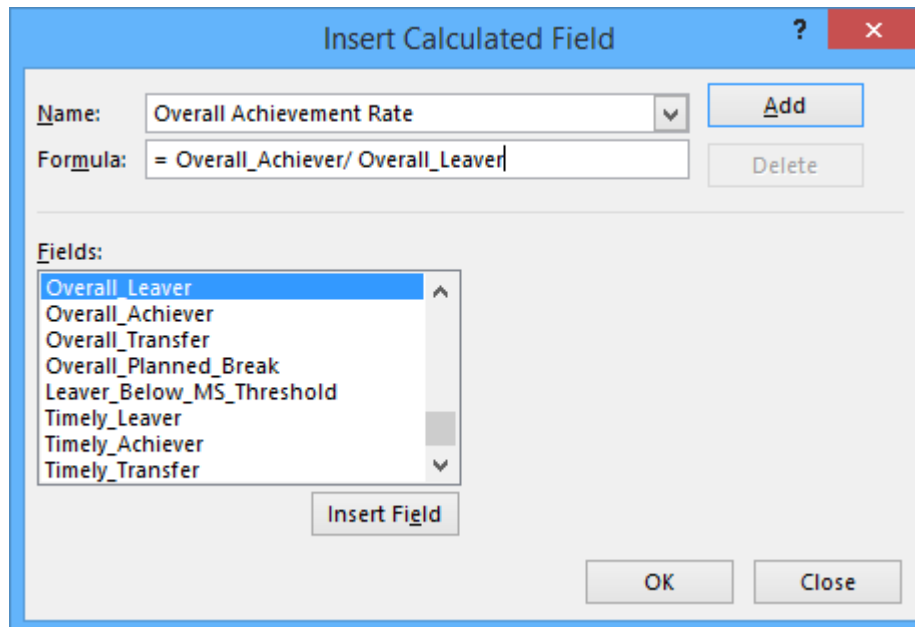 Insert Calculated Field
?
×
Name:
Overall Achievement Rate
Add
Formula:
= Overall_Achiever/ Overall_Leaver
Delete
Fields:
Overall_Leaver
Overall_Achiever
Overall_Transfer
Overall_Planned_Break
Leaver_Below_MS_Threshold
Timely_Leaver
Timely_Achiever
Timely_Transfer
Insert Field
OK
Close